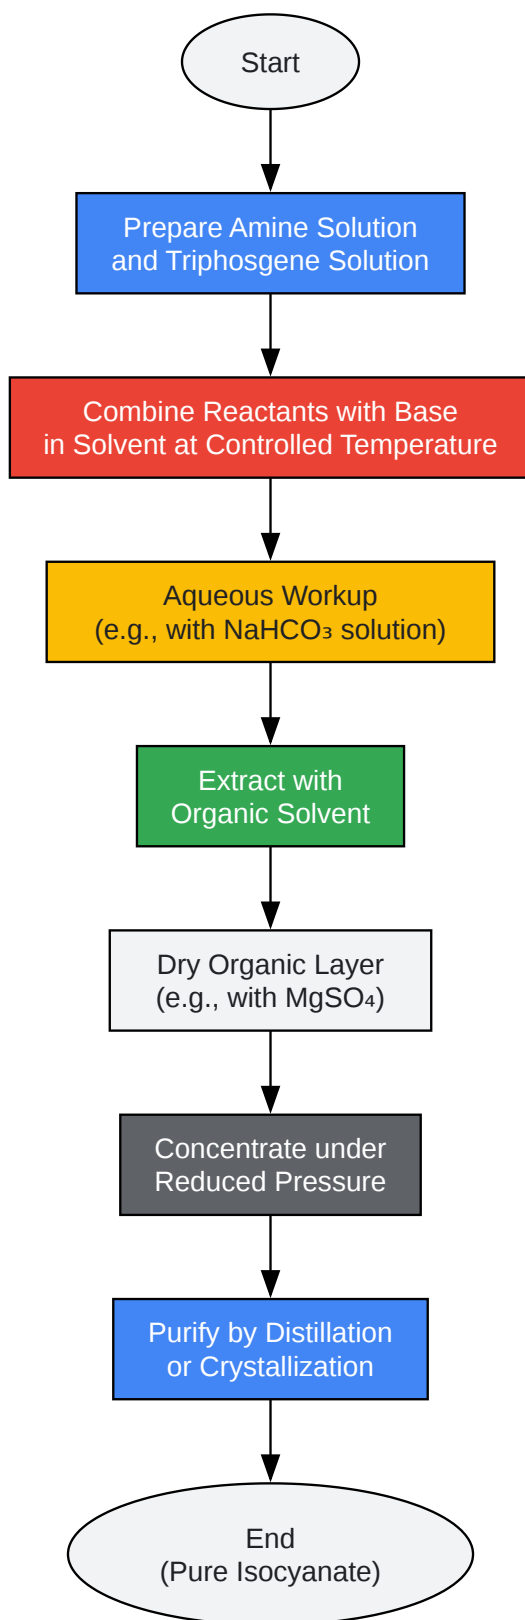 Start
Prepare Amine Solution
and Triphosgene Solution
Combine Reactants with Base
in Solvent at Controlled Temperature
Aqueous Workup
(e.g., with NaHCO₃ solution)
Extract with
Organic Solvent
Dry Organic Layer
(e.g., with MgSO₄)
Concentrate under
Reduced Pressure
Purify by Distillation
or Crystallization
End
(Pure Isocyanate)